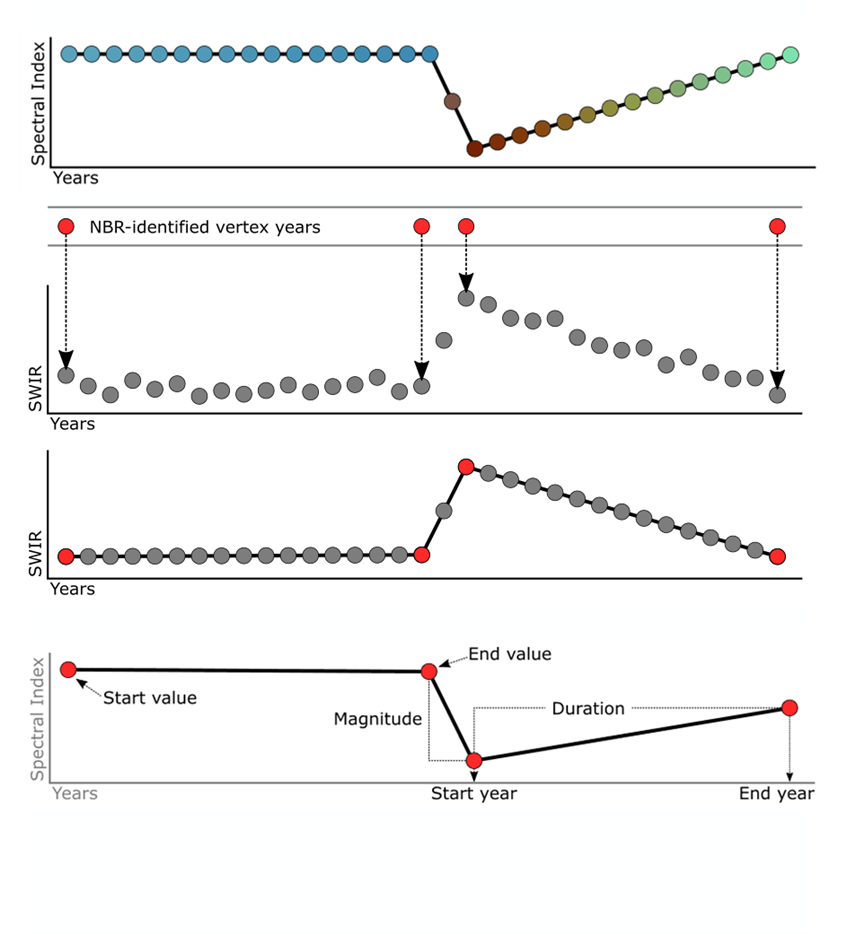 Spectral Index
Years
NBR-identified vertex years
SWIR
Years
SWIR
Years
Spectral Index
End value
Start value
Magnitude
Duration
Years
Start year
End year